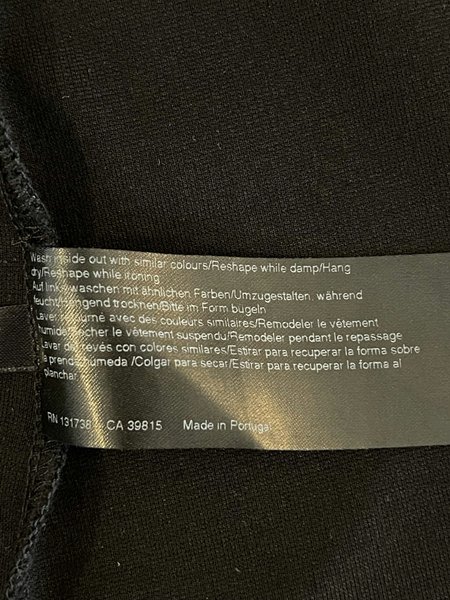 Wash inside out with similar colours/Reshape while damp/Hang
dry/Reshape while ironing
Auf links waschen mit ähnlichen Farben/Umzugestalten, während
feucht/Hängend trocknen/Bitte im Form bügeln
Laver retourné avec des couleurs similaires/Remodeler le vêtement
humide/Sécher le vêtement suspendu/Remodeler pendant le repassage
Lavar del revés con colores similares/Estirar para recuperar la forma sobre
la prenda húmeda /Colgar para secar/Estirar para recuperar la forma al
planchar
RN 131738 CA 39815 Made in Portugal